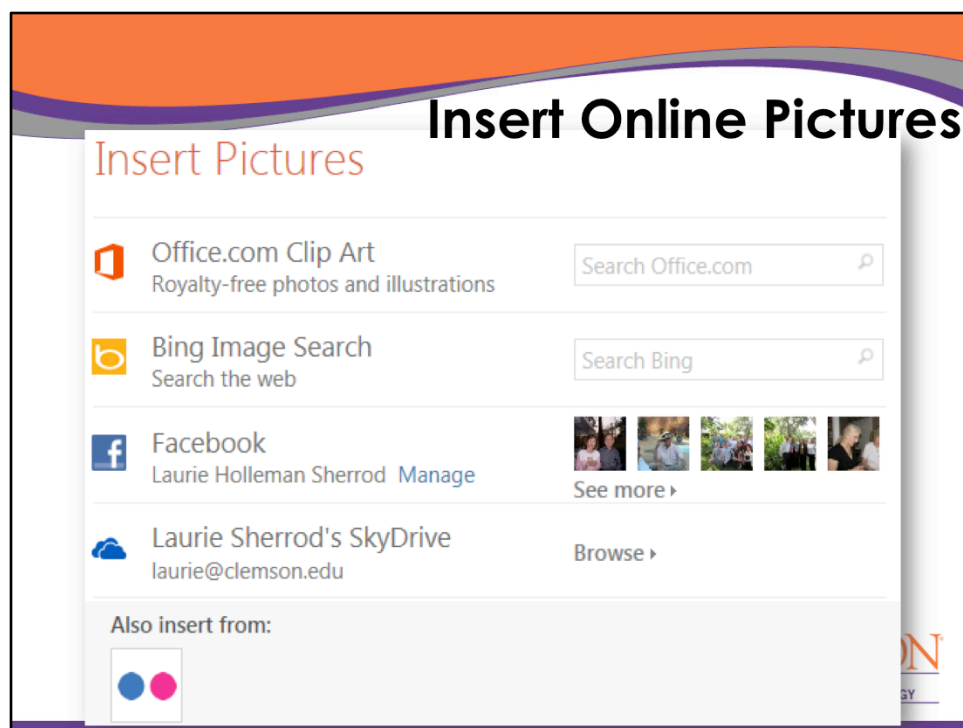 Insert Online Pictures
Insert Pictures
Office.com Clip Art
Royalty-free photos and illustrations
Search Office.com
Bing Image Search
Search the web
Search Bing
Facebook
Laurie Holleman Sherrod Manage
See more
Laurie Sherrod's SkyDrive
laurie@clemson.edu
Browse
Also insert from: